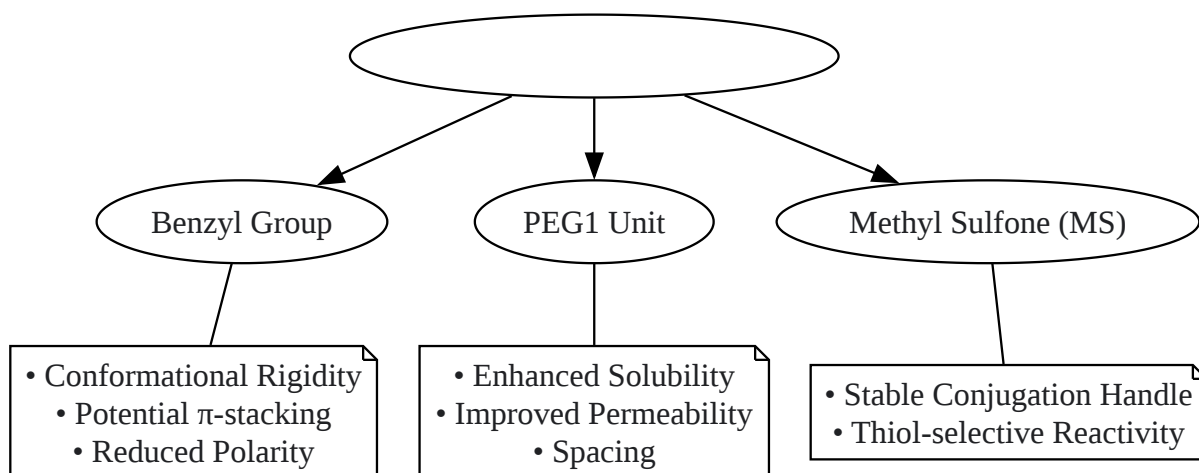 Benzyl Group
PEG1 Unit
Methyl Sulfone (MS)
• Conformational Rigidity
• Potential π-stacking
• Reduced Polarity
• Enhanced Solubility
• Improved Permeability
• Spacing
• Stable Conjugation Handle
• Thiol-selective Reactivity